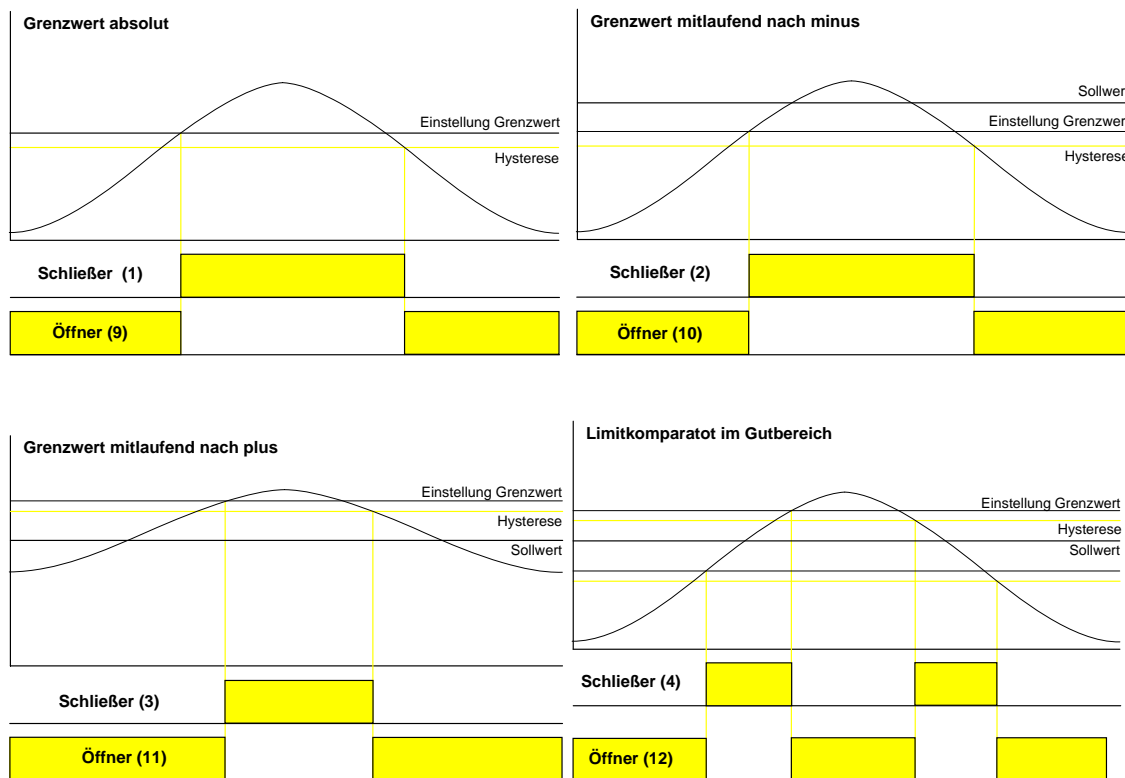 Grenzwert absolut
Einstellung Grenzwert
Hysterese
Schließer (1)
Öffner (9)
Grenzwert mitlaufend nach minus
Sollwer
Einstellung Grenzwer
Hysterese
Schließer (2)
Öffner (10)
Grenzwert mitlaufend nach plus
Einstellung Grenzwert
Hysterese
Sollwert
Schließer (3)
Öffner (11)
Limitkomparatot im Gutbereich
Einstellung Grenzwert
Hysterese
Sollwert
Schließer (4)
Öffner (12)